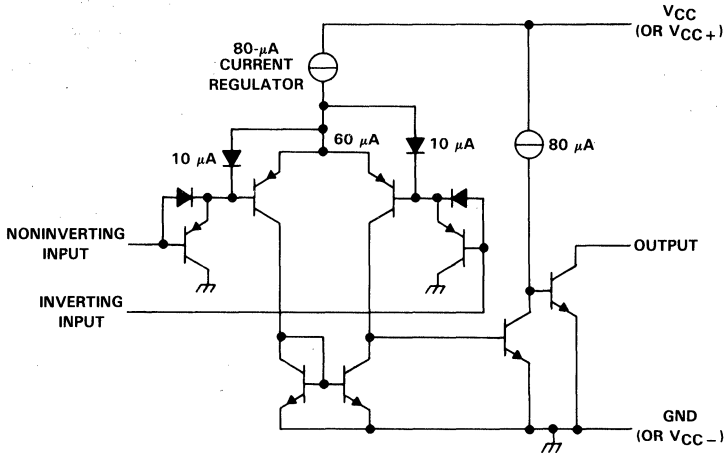 VCC
(OR VCC+)
80-μA
CURRENT
REGULATOR
60 μA
10 μA
10 μA
80 μA
NONINVERTING
INPUT
OUTPUT
INVERTING
INPUT
GND
(OR VCC−)